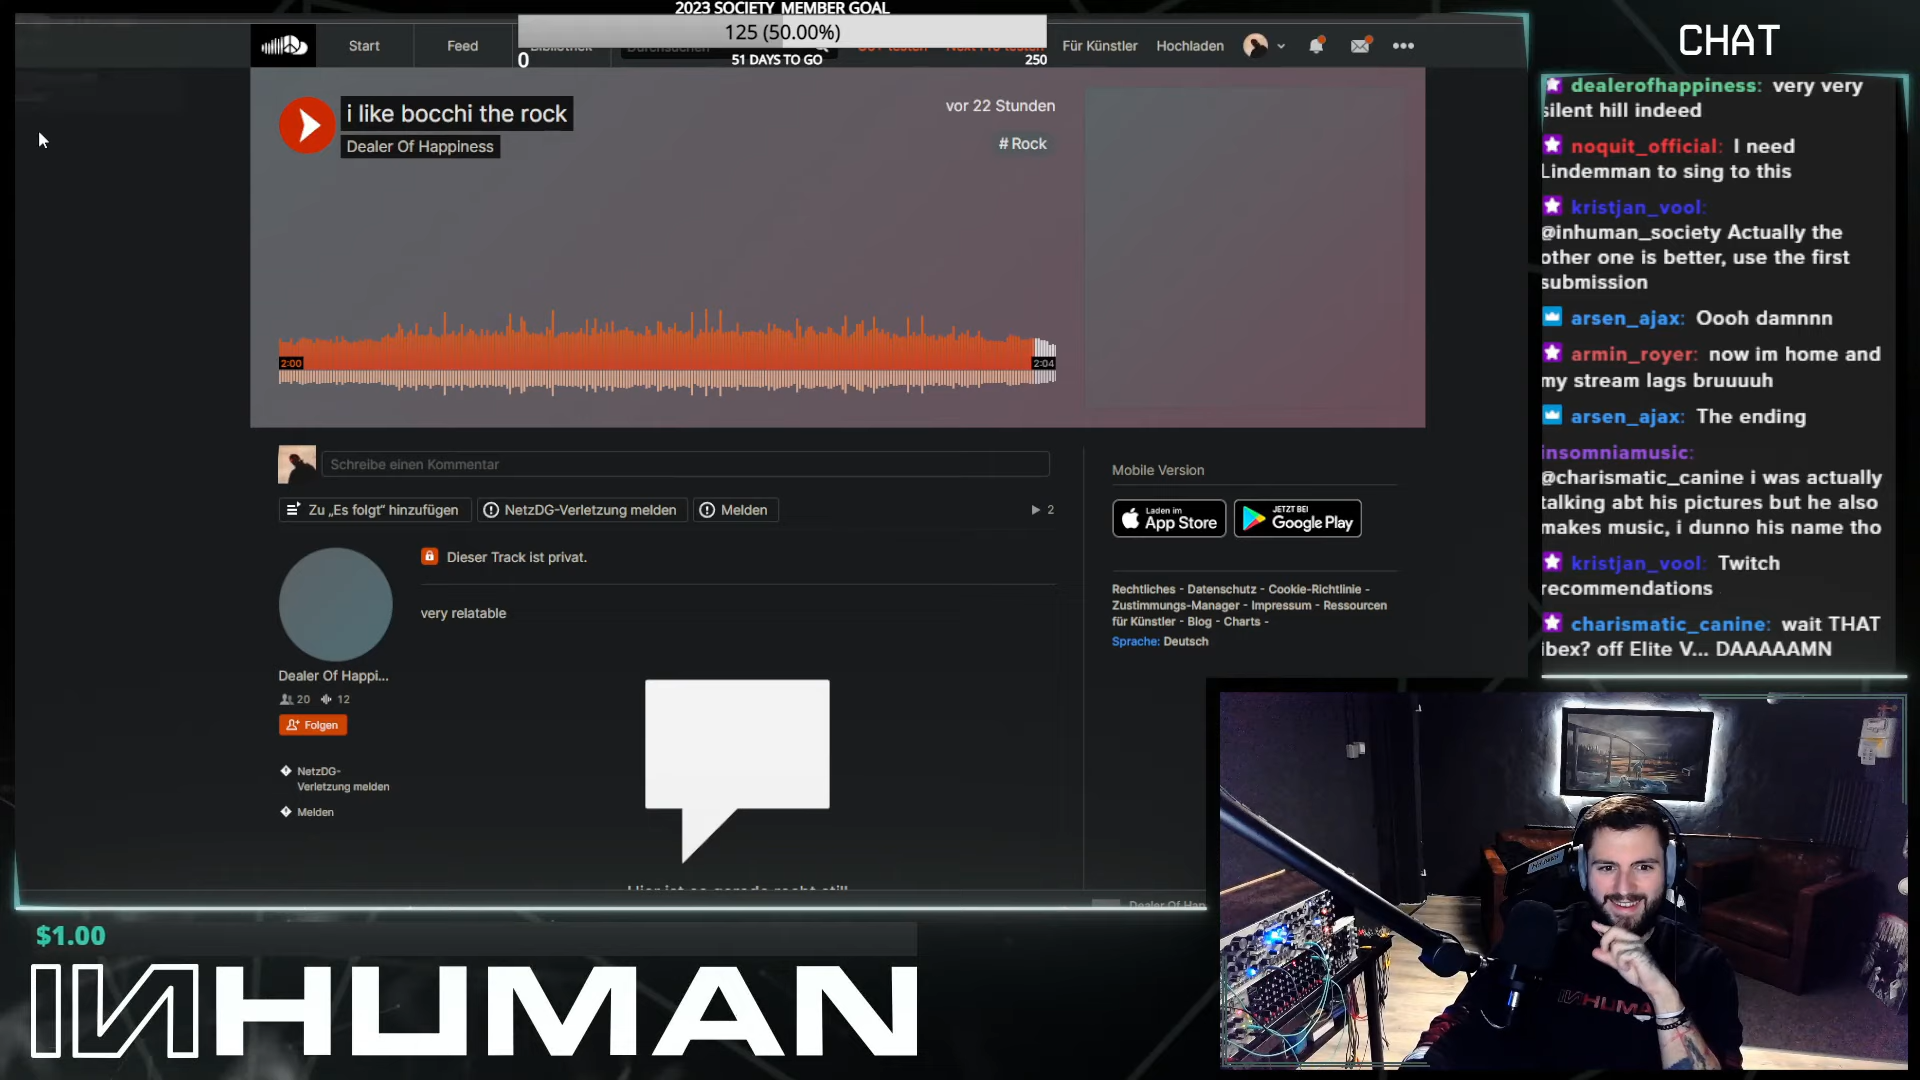 2023 SOCIETY MEMBER GOAL
125 (50.00%)
0
51 DAYS TO GO
250
Start
Feed
Für Künstler
Hochladen
i like bocchi the rock
Dealer Of Happiness
vor 22 Stunden
# Rock
2:00
2:04
Schreibe einen Kommentar
Zu „Es folgt“ hinzufügen
NetzDG-Verletzung melden
Melden
2
Dieser Track ist privat.
very relatable
Dealer Of Happi...
20
12
Folgen
NetzDG-
Verletzung melden
Melden
Mobile Version
Laden im
App Store
JETZT BEI
Google Play
Rechtliches - Datenschutz - Cookie-Richtlinie -
Zustimmungs-Manager - Impressum - Ressourcen
für Künstler - Blog - Charts -
Sprache: Deutsch
CHAT
dealerofhappiness: very very
silent hill indeed
noquit_official: I need
Lindemman to sing to this
kristjan_vool:
@inhuman_society Actually the
other one is better, use the first
submission
arsen_ajax: Oooh damnnn
armin_royer: now im home and
my stream lags bruuuuh
arsen_ajax: The ending
insomniamusic:
@charismatic_canine i was actually
talking abt his pictures but he also
makes music, i dunno his name tho
kristjan_vool: Twitch
recommendations
charismatic_canine: wait THAT
ibex? off Elite V... DAAAAAMN
$1.00
INHUMAN
INHUMAN